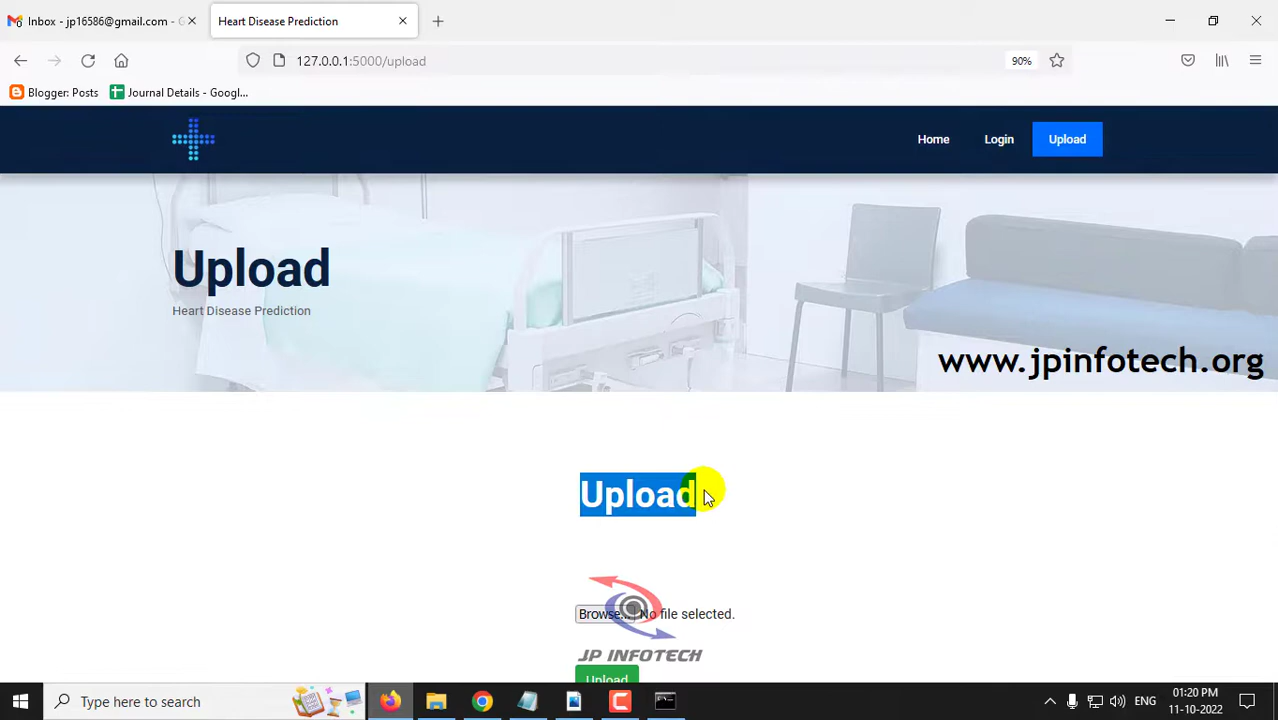 Inbox - jp16586@gmail.com - G
Heart Disease Prediction
127.0.0.1:5000/upload
90%
Blogger: Posts
Journal Details - Googl...
Home
Login
Upload
Upload
Heart Disease Prediction
www.jpinfotech.org
Upload
Browse... No file selected.
JP INFOTECH
Upload
Type here to search
ENG
01:20 PM
11-10-2022